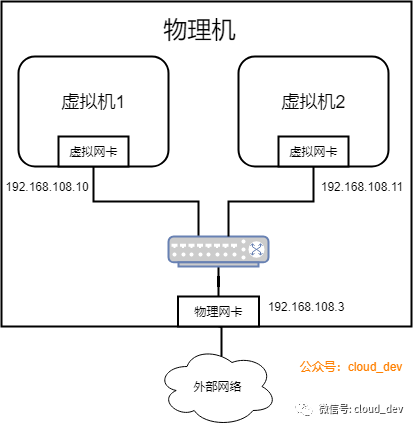 物理机
虚拟机1
虚拟机2
虚拟网卡
虚拟网卡
192.168.108.10
192.168.108.11
物理网卡
192.168.108.3
外部网络
公众号：cloud_dev
微信号: cloud_dev